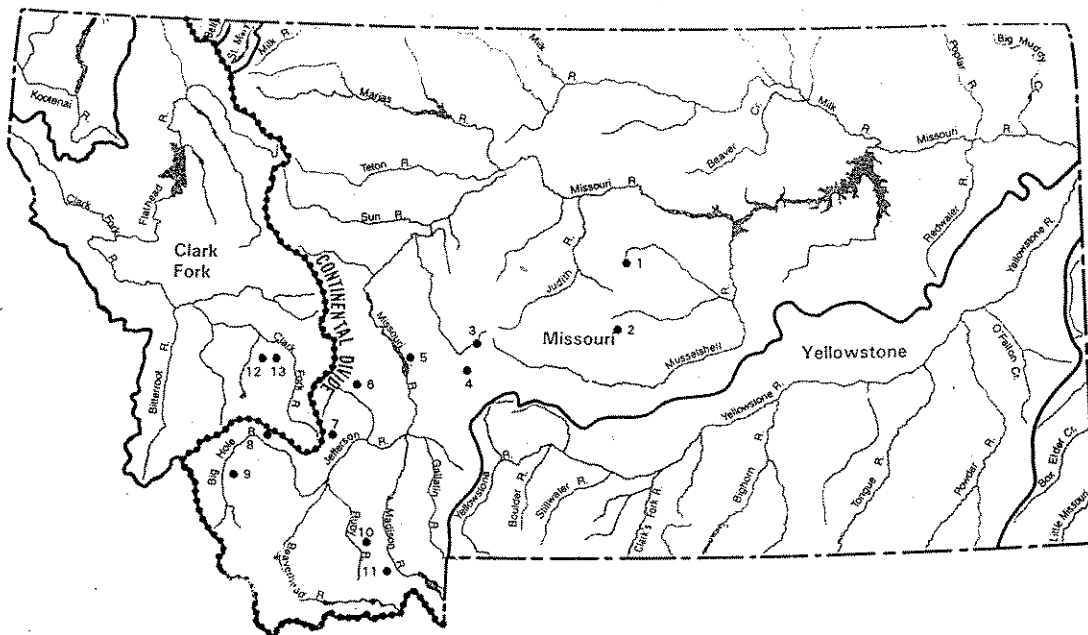 Kootenai R.
Belly
St. Mary
Milk R.
Milk R.
Poplar R.
Big Muddy Cr.
Marias R.
Beaver Cr.
Milk R.
Missouri R.
Teton R.
Missouri R.
Sun R.
Flathead R.
Clark Fork R.
Clark
Fork
CONTINENTAL DIVIDE
Judith R.
1
Redwater R.
Yellowstone R.
Missouri R.
3
Missouri
2
Musselshell R.
Yellowstone
O'Fallon Cr.
Bitterroot R.
12
13
Clark Fork R.
5
4
6
7
8
Big Hole R.
9
Jefferson R.
Gallatin R.
Madison R.
Ruby R.
10
11
Beaverhead R.
Yellowstone R.
Boulder R.
Stillwater R.
Clark's Fork R.
Yellowstone R.
Bighorn R.
Tongue R.
Powder R.
Box Elder Cr.
Little Missouri